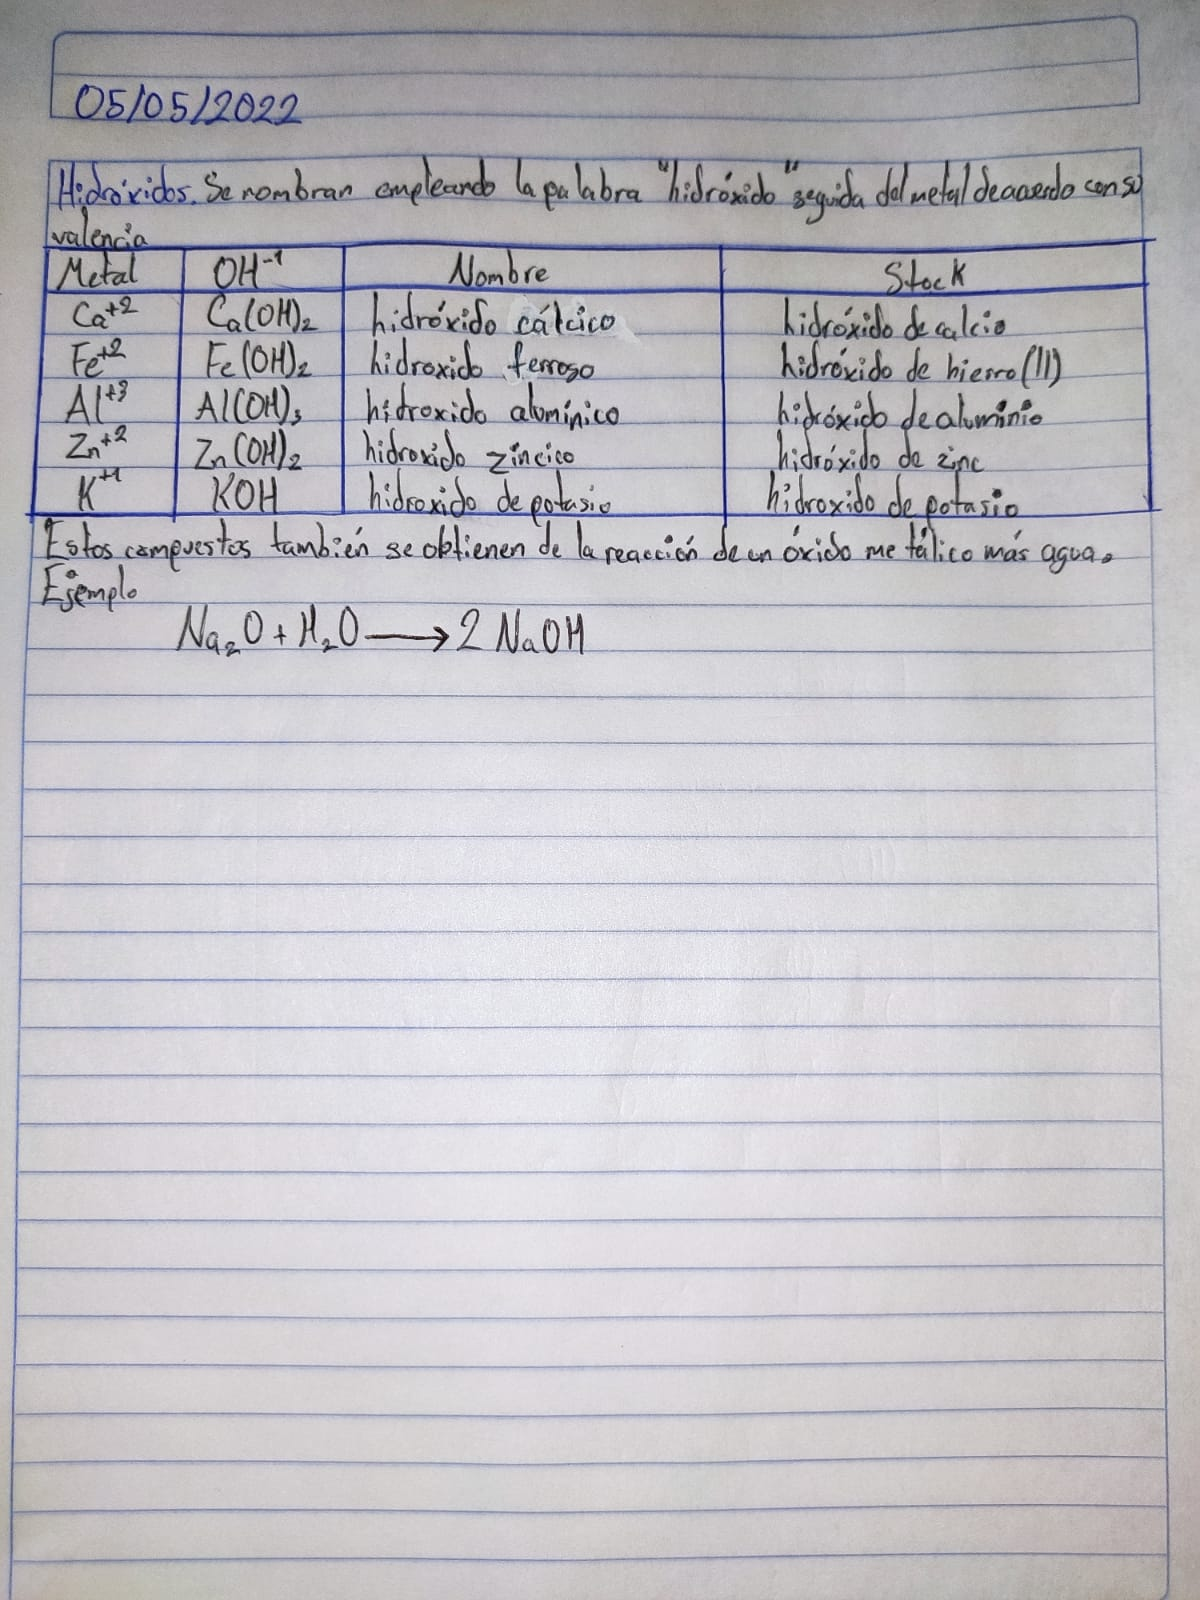 05/05/2022
Hidróxidos. Se nombran empleando la palabra "hidróxido" seguida del metal deacuerdo con su
valencia
Metal OH⁻¹ Nombre Stock
Ca⁺² Ca(OH)₂ hidróxido cálcico hidróxido de calcio
Fe⁺² Fe(OH)₂ hidroxido ferroso hidróxido de hierro(II)
Al⁺³ Al(OH)₃ hidroxido alumínico hidróxido de aluminio
Zn⁺² Zn(OH)₂ hidroxido zíncico hidróxido de zinc
K⁺¹ KOH hidroxido de potasio hidroxido de potasio
Estos compuestos también se obtienen de la reacción de un óxido metálico más agua.
Ejemplo
Na₂O + H₂O ⟶ 2 NaOH